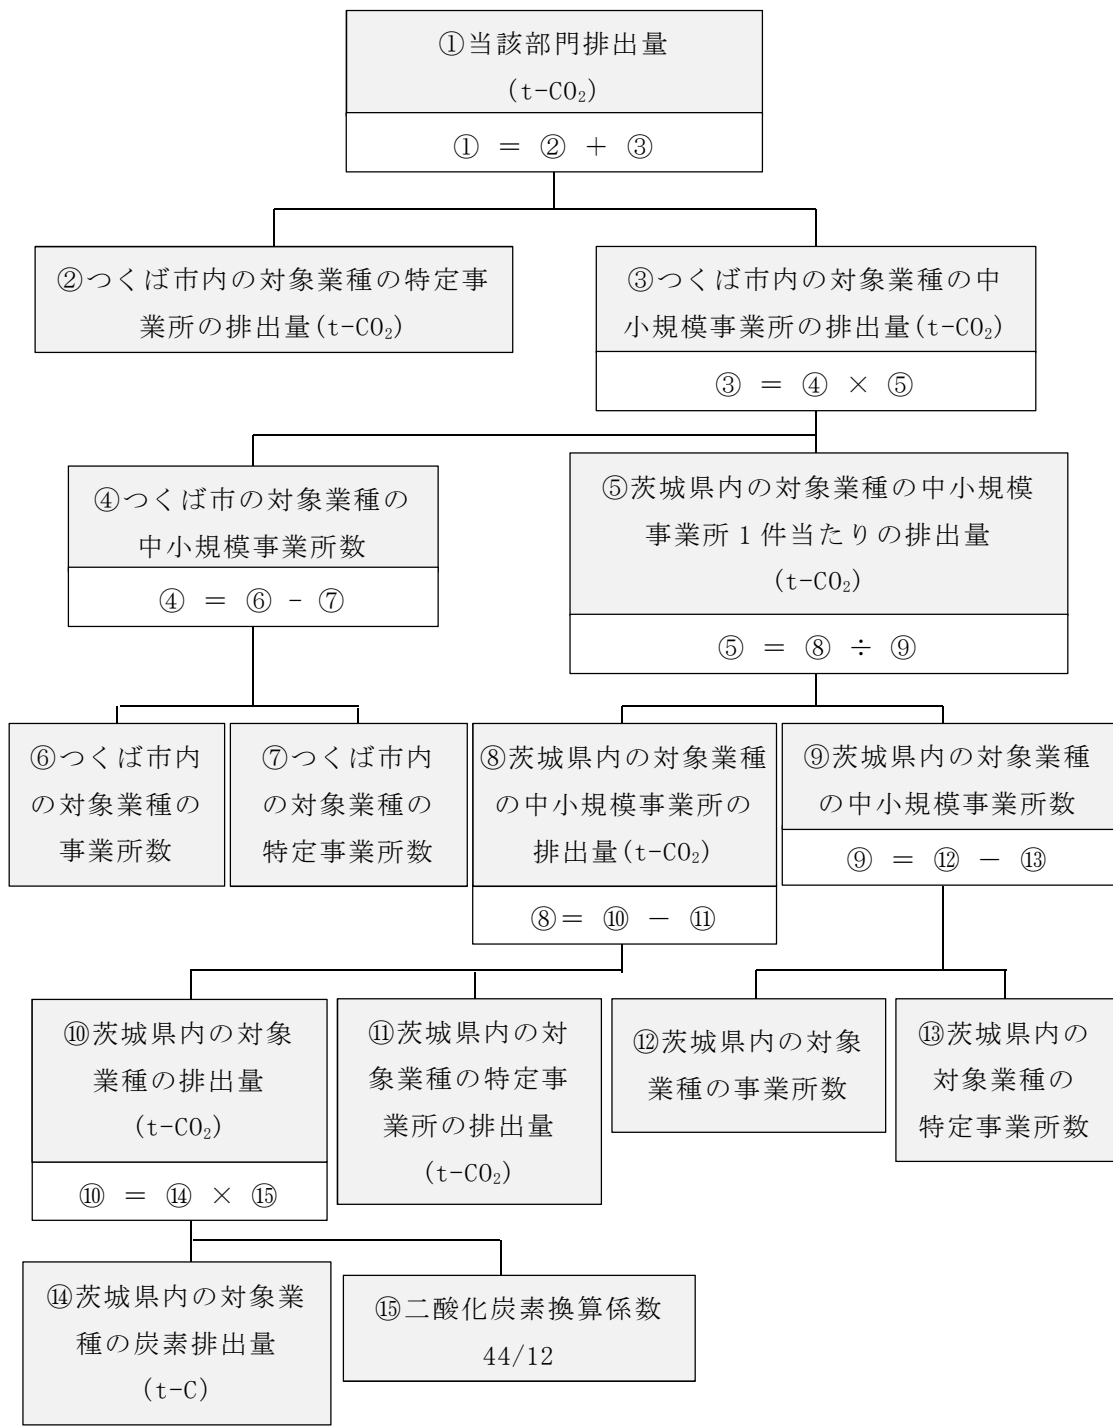 ①当該部門排出量
(t-CO₂)
① = ② + ③
②つくば市内の対象業種の特定事
業所の排出量(t-CO₂)
③つくば市内の対象業種の中
小規模事業所の排出量(t-CO₂)
③ = ④ × ⑤
④つくば市の対象業種の
中小規模事業所数
④ = ⑥ - ⑦
⑤茨城県内の対象業種の中小規模
事業所1件当たりの排出量
(t-CO₂)
⑤ = ⑧ ÷ ⑨
⑥つくば市内
の対象業種の
事業所数
⑦つくば市内
の対象業種の
特定事業所数
⑧茨城県内の対象業種
の中小規模事業所の
排出量(t-CO₂)
⑧= ⑩ − ⑪
⑨茨城県内の対象業種
の中小規模事業所数
⑨ = ⑫ − ⑬
⑩茨城県内の対象
業種の排出量
(t-CO₂)
⑩ = ⑭ × ⑮
⑪茨城県内の対
象業種の特定事
業所の排出量
(t-CO₂)
⑫茨城県内の対象
業種の事業所数
⑬茨城県内の
対象業種の
特定事業所数
⑭茨城県内の対象業
種の炭素排出量
(t-C)
⑮二酸化炭素換算係数
44/12